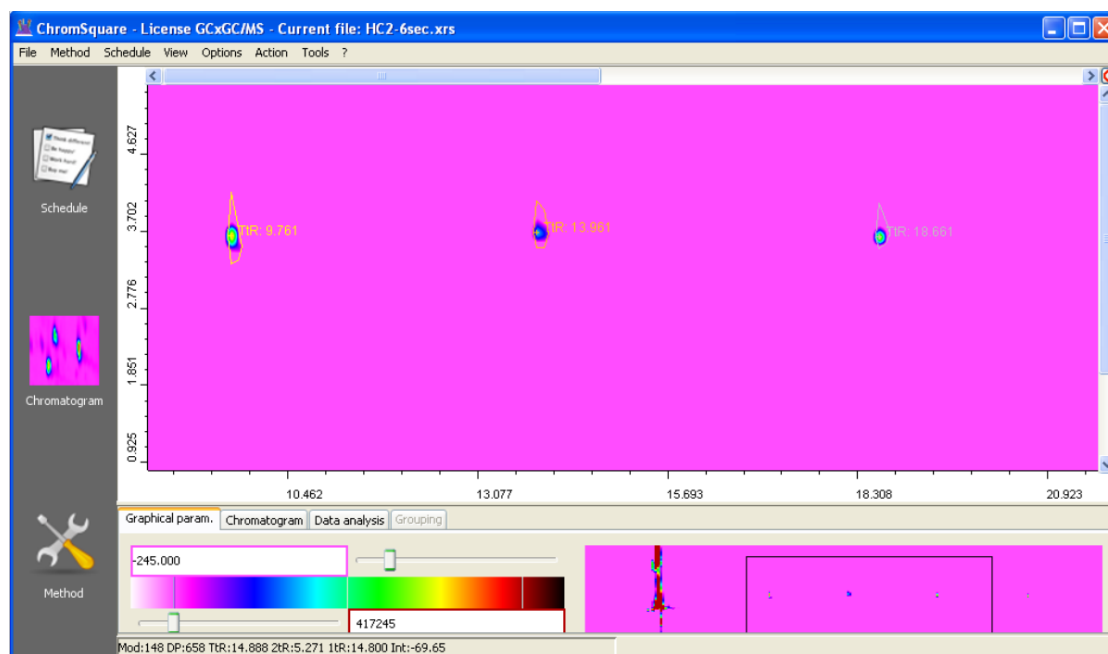 ChromSquare - License GCxGC/MS - Current file: HC2-6sec.xrs
File Method Schedule View Options Action Tools ?
Schedule
Chromatogram
Method
4.627
3.702
2.776
1.851
0.925
TtR: 9.761
TtR: 13.961
TtR: 18.661
10.462 13.077 15.693 18.308 20.923
Graphical param. Chromatogram Data analysis Grouping
-245.000
417245
Mod:148 DP:658 TtR:14.888 2tR:5.271 1tR:14.800 Int:-69.65